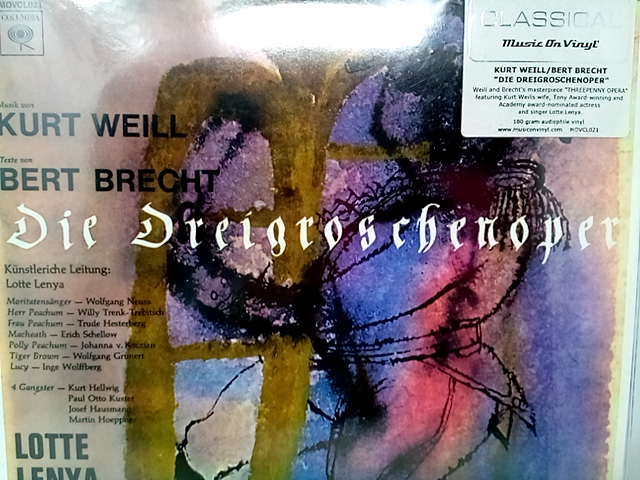 MOVCL021
COLUMBIA
CLASSICAL
Music On Vinyl
KURT WEILL/BERT BRECHT
"DIE DREIGROSCHENOPER"
Weill and Brecht's masterpiece "THREEPENNY OPERA"
featuring Kurt Weills wife, Tony Award-winning and
Academy award-nominated actress
and singer Lotte Lenya.
180 gram audiophile vinyl
www.musiconvinyl.com MOVCL021
Musik von
KURT WEILL
Texte von
BERT BRECHT
Die Dreigroschenoper
Künstleriche Leitung:
Lotte Lenya
Moritatensänger — Wolfgang Neuss
Herr Peachum — Willy Trenk-Trebitsch
Frau Peachum — Trude Hesterberg
Macheath — Erich Schellow
Polly Peachum — Johanna v. Koczian
Tiger Brown — Wolfgang Grunert
Lucy — Inge Wolffberg
4 Gangster — Kurt Hellwig
Paul Otto Kuster
Josef Hausmann
Martin Hoeppner
LOTTE
LENYA